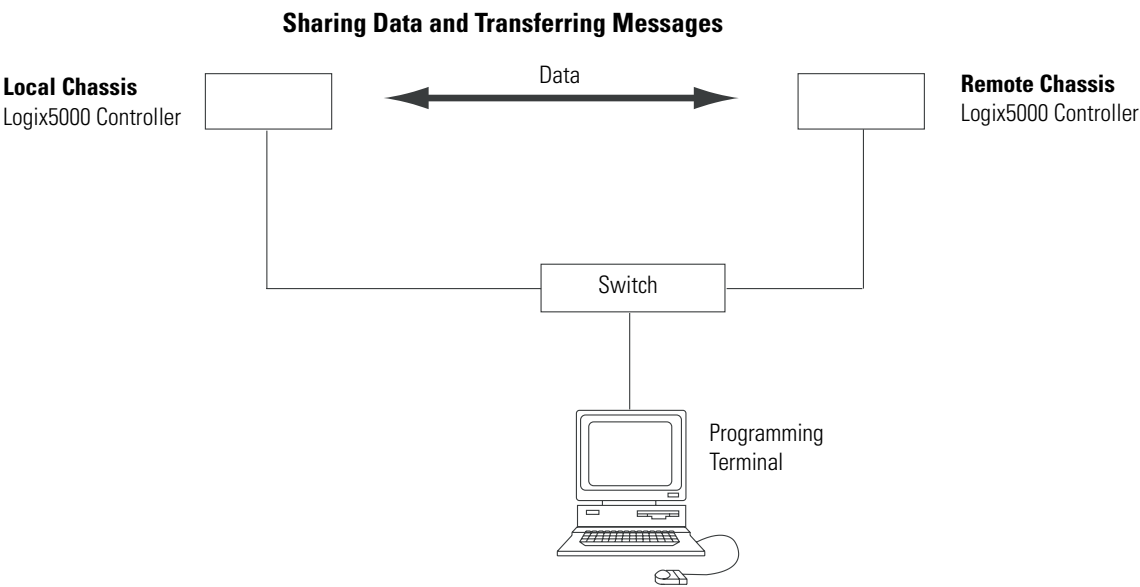 Sharing Data and Transferring Messages
Local Chassis
Logix5000 Controller
Data
Remote Chassis
Logix5000 Controller
Switch
Programming
Terminal